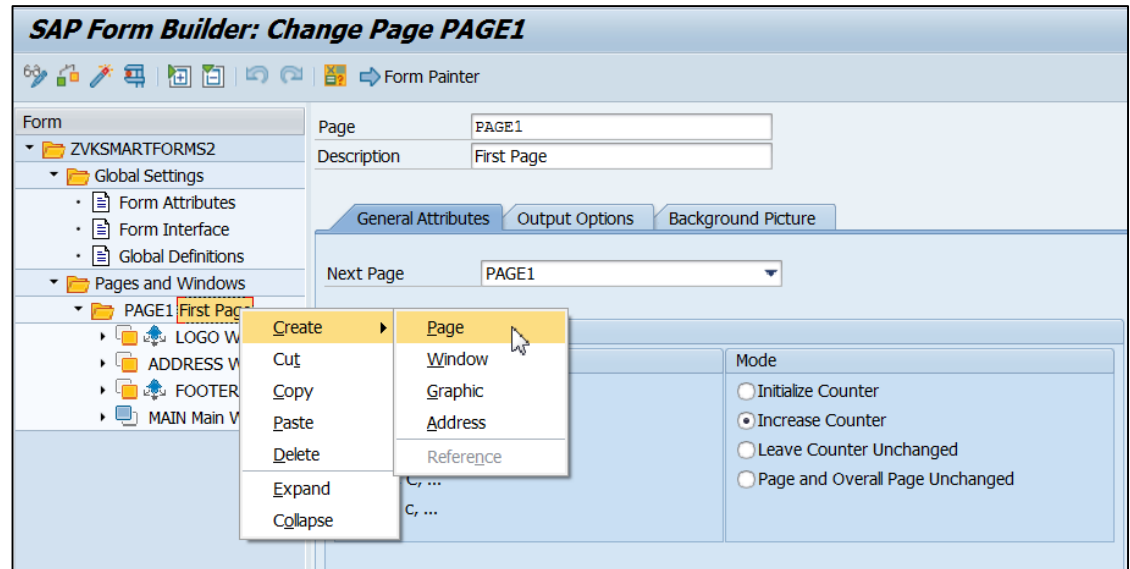 SAP Form Builder: Change Page PAGE1
Form Painter
Form
ZVKSMARTFORMS2
Global Settings
Form Attributes
Form Interface
Global Definitions
Pages and Windows
PAGE1 First Pag
LOGO W
ADDRESS W
FOOTER
MAIN Main W
Page PAGE1
Description First Page
General Attributes Output Options Background Picture
Next Page PAGE1
Create
Cut
Copy
Paste
Delete
Expand
Collapse
Page
Window
Graphic
Address
Reference
C, ...
c, ...
Mode
Initialize Counter
Increase Counter
Leave Counter Unchanged
Page and Overall Page Unchanged